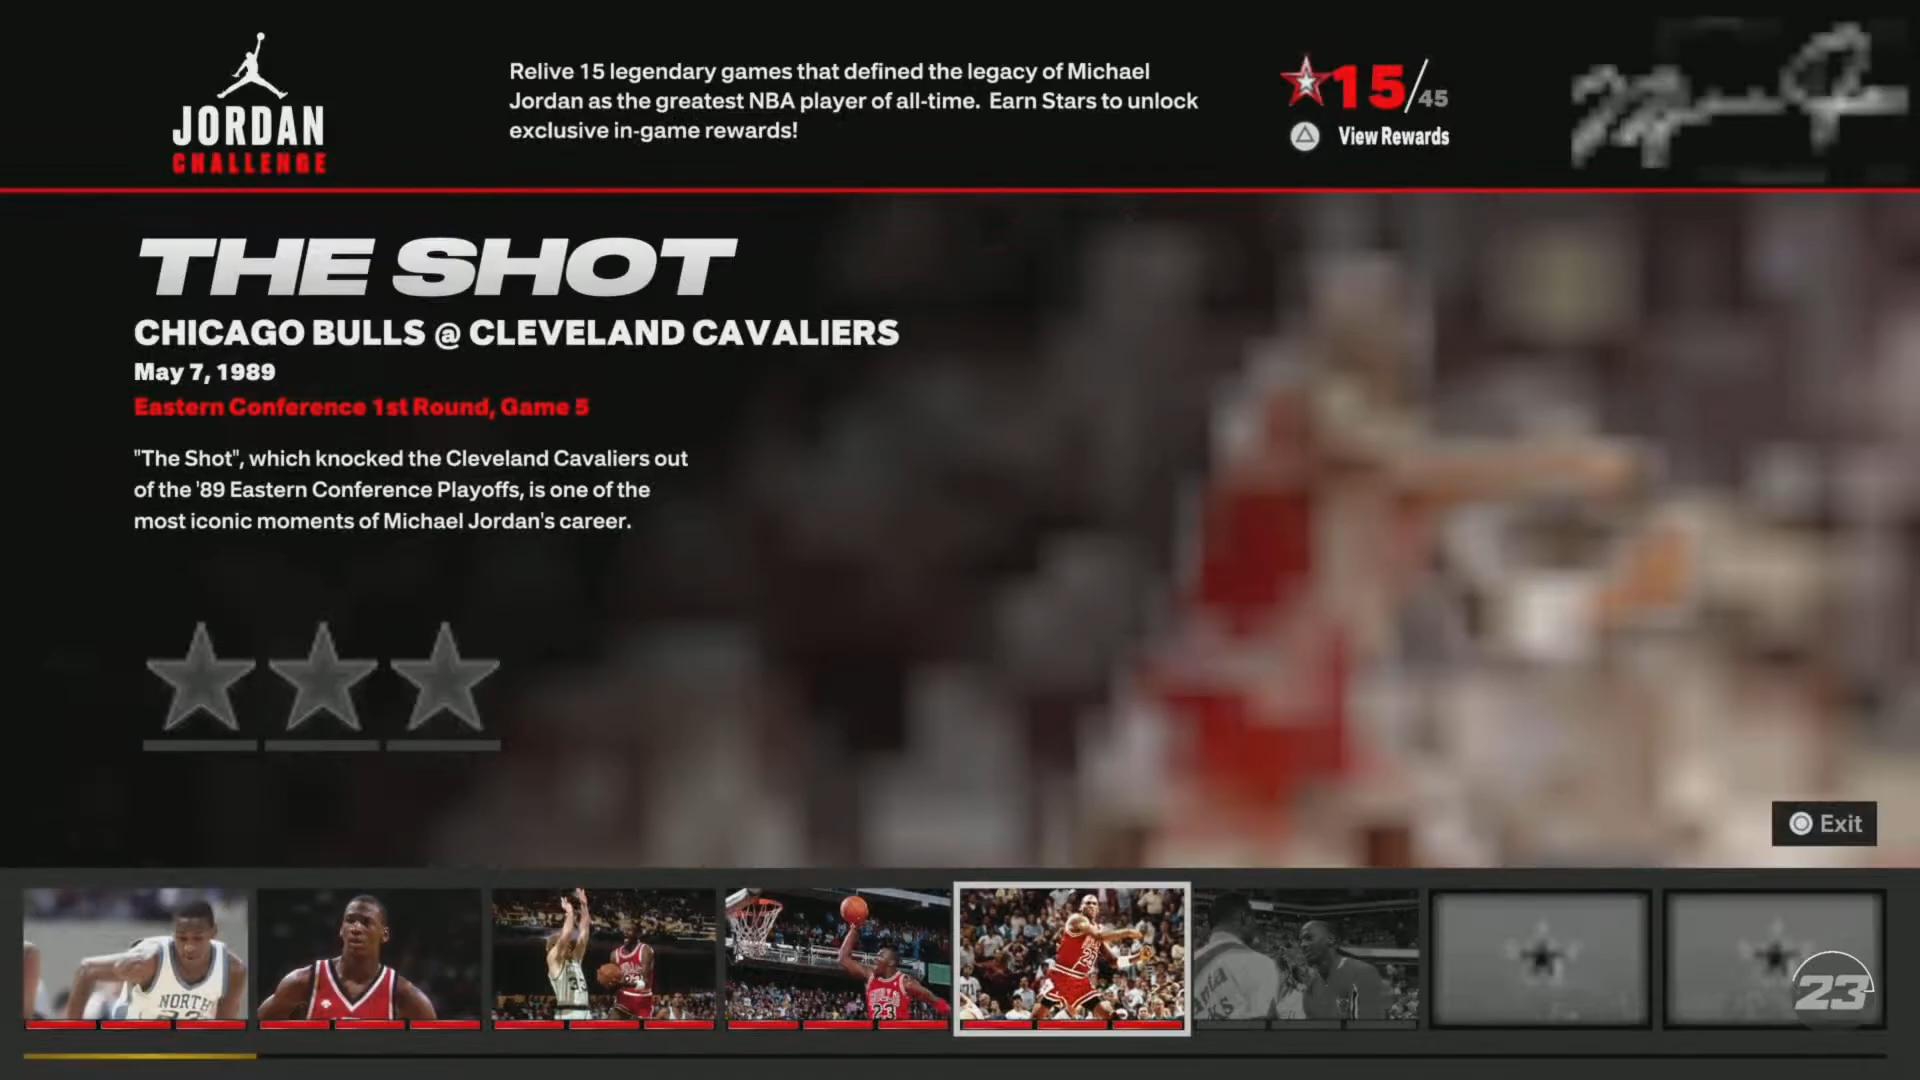 JORDAN
CHALLENGE
Relive 15 legendary games that defined the legacy of Michael
Jordan as the greatest NBA player of all-time. Earn Stars to unlock
exclusive in-game rewards!
15/45
View Rewards
THE SHOT
CHICAGO BULLS @ CLEVELAND CAVALIERS
May 7, 1989
Eastern Conference 1st Round, Game 5
"The Shot", which knocked the Cleveland Cavaliers out
of the '89 Eastern Conference Playoffs, is one of the
most iconic moments of Michael Jordan's career.
Exit
NORTH
33
23
23
23